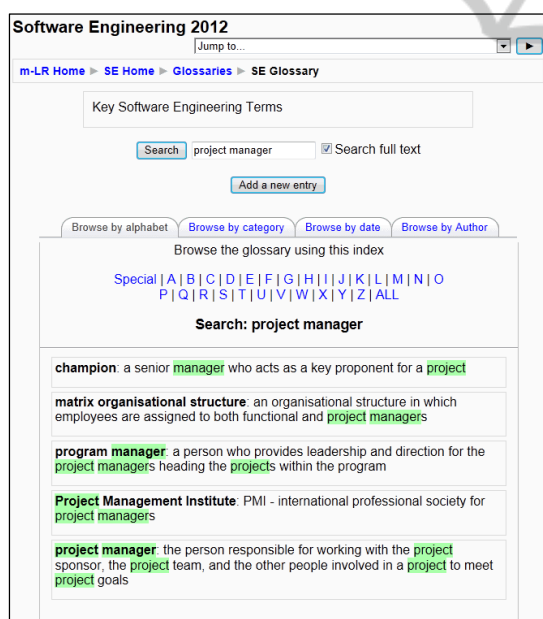 Software Engineering 2012
Jump to...
m-LR Home ► SE Home ► Glossaries ► SE Glossary
Key Software Engineering Terms
Search project manager Search full text
Add a new entry
Browse by alphabet Browse by category Browse by date Browse by Author
Browse the glossary using this index
Special | A | B | C | D | E | F | G | H | I | J | K | L | M | N | O
P | Q | R | S | T | U | V | W | X | Y | Z | ALL
Search: project manager
champion: a senior manager who acts as a key proponent for a project
matrix organisational structure: an organisational structure in which
employees are assigned to both functional and project managers
program manager: a person who provides leadership and direction for the
project managers heading the projects within the program
Project Management Institute: PMI - international professional society for
project managers
project manager: the person responsible for working with the project
sponsor, the project team, and the other people involved in a project to meet
project goals